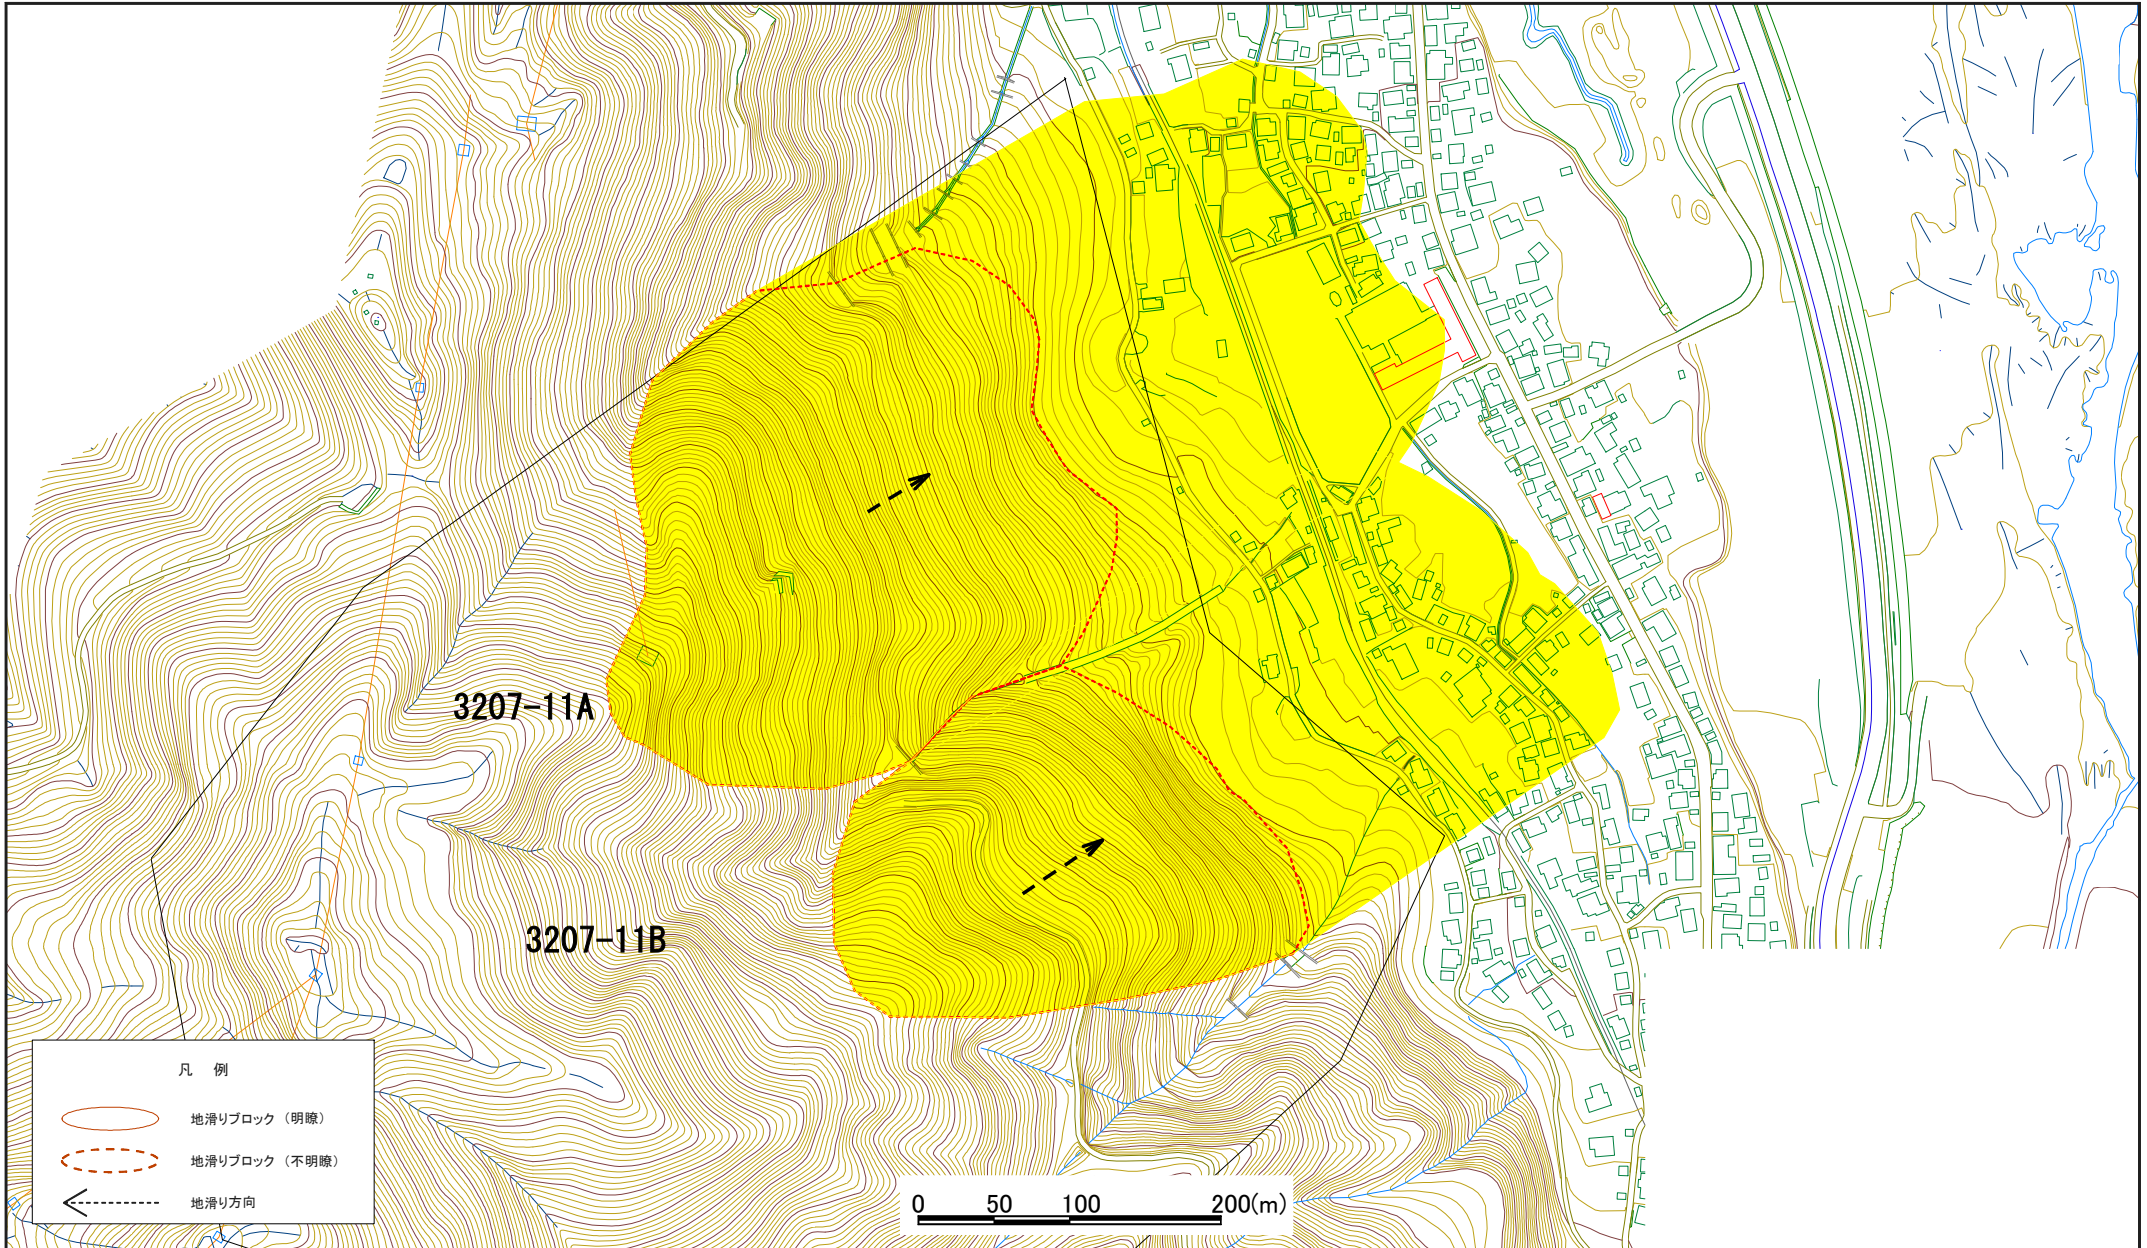 3207-11A
3207-11B
凡 例
地滑りブロック（明瞭）
地滑りブロック（不明瞭）
地滑り方向
0 50 100 200(m)